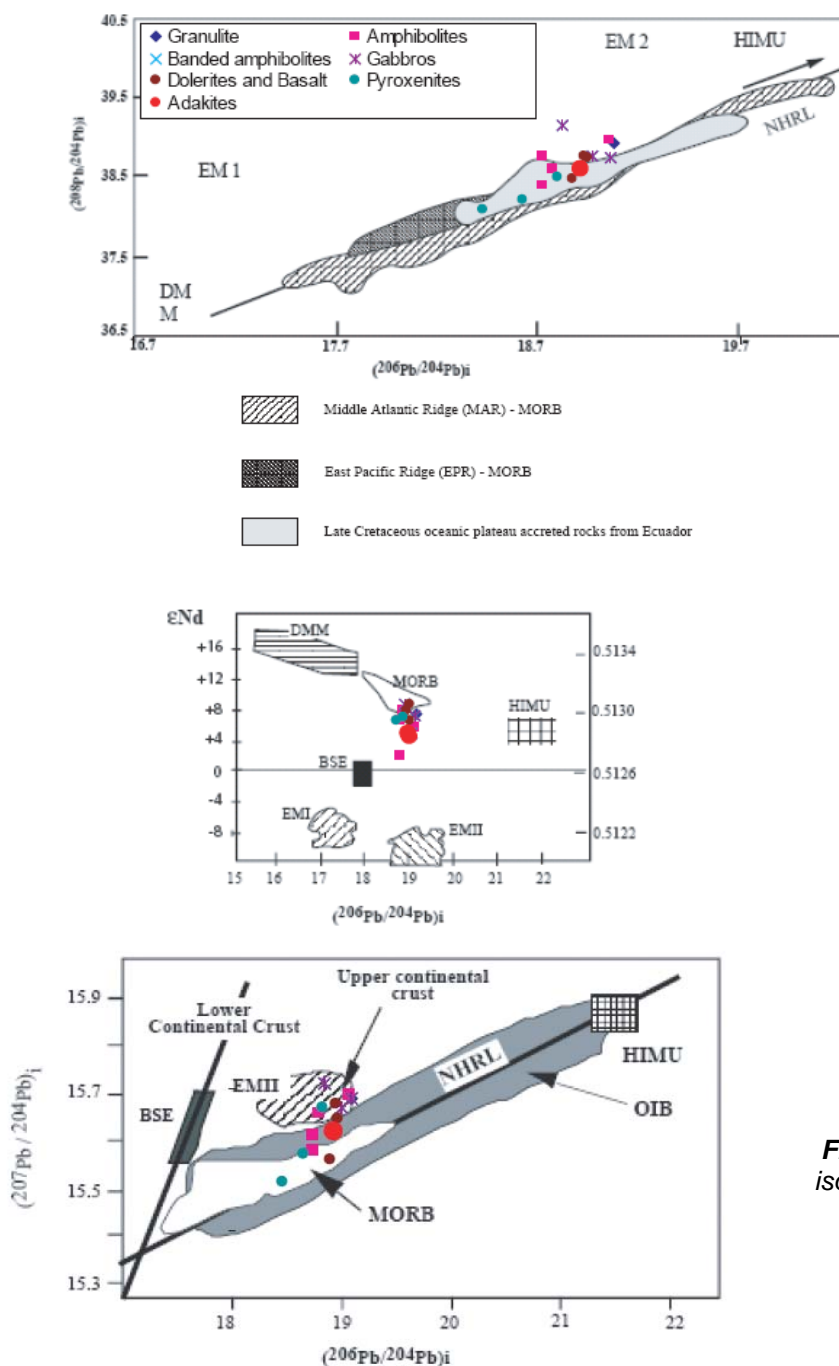 40.5
Granulite Amphibolites
Banded amphibolites Gabbros
Dolerites and Basalt Pyroxenites
Adakites
EM 2 HIMU
39.5
NHRL
(208Pb/204Pb)i
38.5
EM 1
37.5
DM
M
36.5
16.7 17.7 18.7 19.7
(206Pb/204Pb)i
Middle Atlantic Ridge (MAR) - MORB
East Pacific Ridge (EPR) - MORB
Late Cretaceous oceanic plateau accreted rocks from Ecuador
εNd
DMM
+16 0.5134
+12 MORB
+8 HIMU 0.5130
+4
BSE
0 0.5126
-4
EMI EMII
-8 0.5122
15 16 17 18 19 20 21 22
(206Pb/204Pb)i
Upper continental
crust
15.9
Lower
Continental Crust
NHRL HIMU
EMII
15.7
BSE OIB
(207Pb / 204Pb)i
15.5
MORB
15.3
18 19 20 21 22
(206Pb/204Pb)i
F
iso